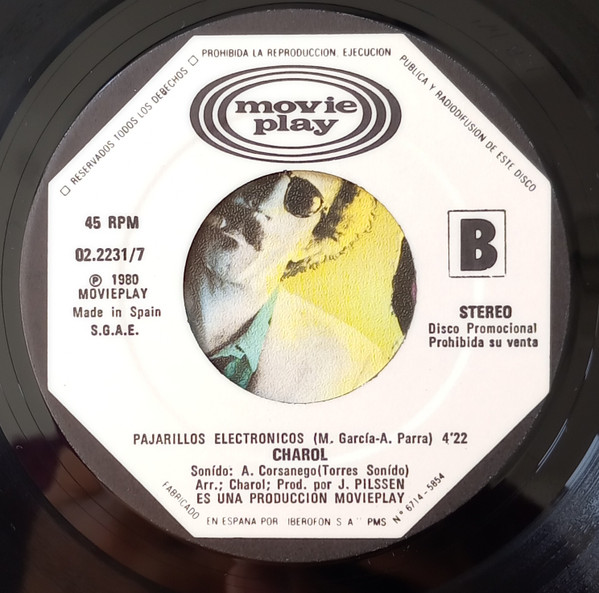 □ RESERVADOS TODOS LOS DERECHOS □ PROHIBIDA LA REPRODUCCION, EJECUCION
PUBLICA Y RADIODIFUSION DE ESTE DISCO □
movie
play
45 RPM
02.2231/7
Ⓟ 1980
MOVIEPLAY
Made in Spain
S.G.A.E.
B
STEREO
Disco Promocional
Prohibida su venta
PAJARILLOS ELECTRONICOS (M. García-A. Parra) 4'22
CHAROL
Sonído: A. Corsanego(Torres Sonído)
Arr.; Charol; Prod. por J. PILSSEN
ES UNA PRODUCCIÓN MOVIEPLAY
FABRICADO EN ESPAÑA POR IBEROFON S A " PMS Nº 6714-5854